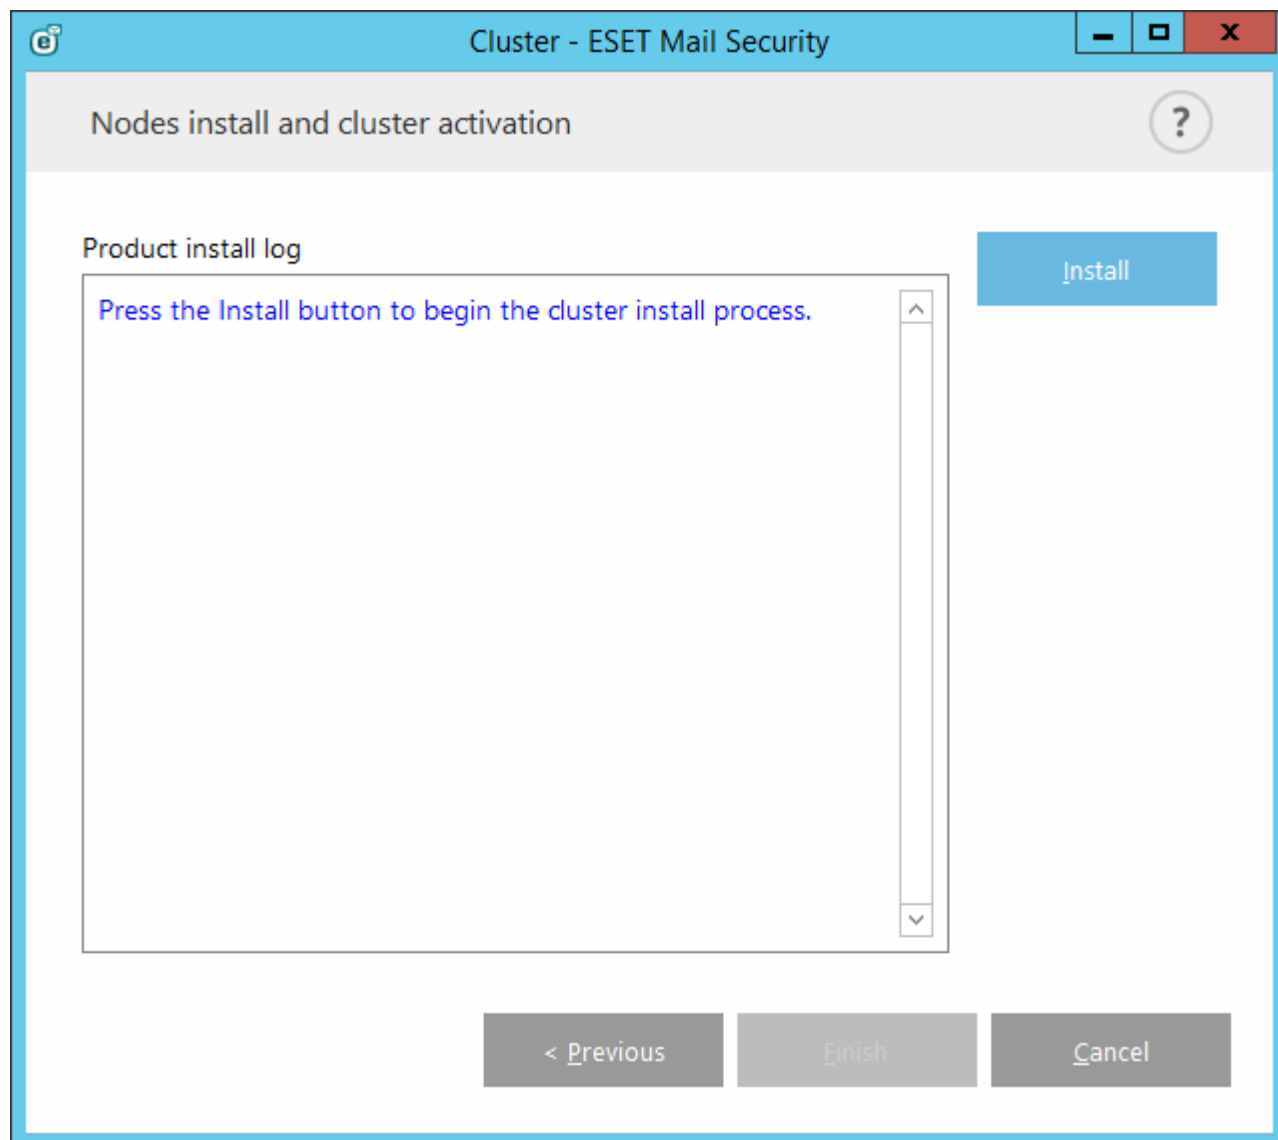 Cluster - ESET Mail Security
x
Nodes install and cluster activation
?
Product install log
Install
Press the Install button to begin the cluster install process.
< Previous
Finish
Cancel